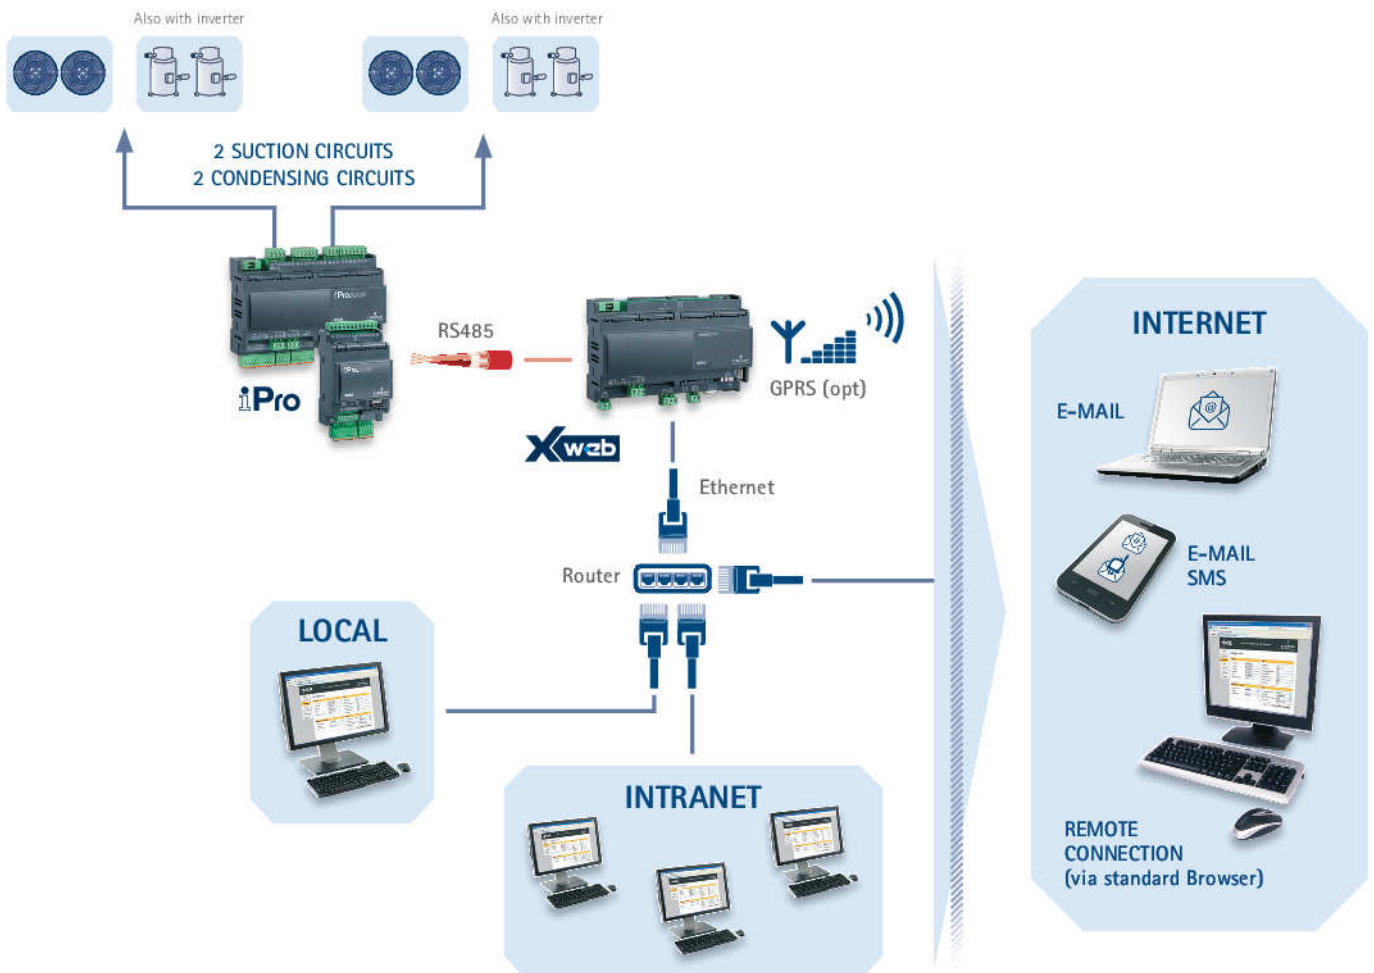 Also with inverter
Also with inverter
2 SUCTION CIRCUITS
2 CONDENSING CIRCUITS
RS485
iPro
GPRS (opt)
Xweb
Ethernet
Router
LOCAL
INTRANET
INTERNET
E-MAIL
E-MAIL
SMS
REMOTE
CONNECTION
(via standard Browser)